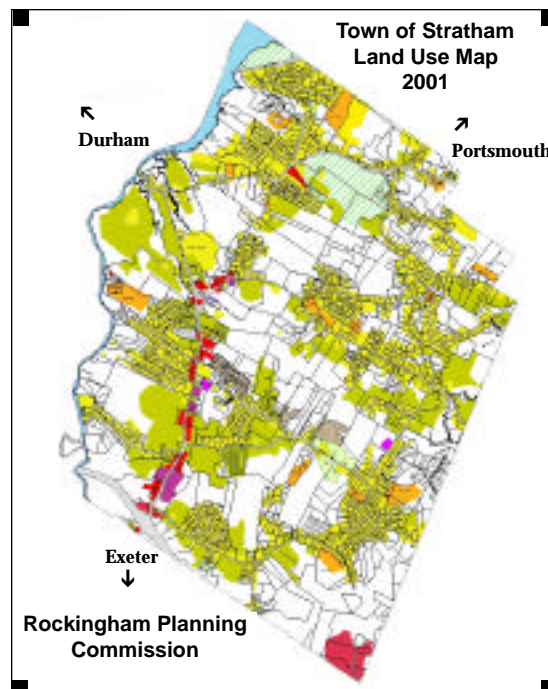 Town of Stratham
Land Use Map
2001
Durham
Portsmouth
Exeter
Rockingham Planning
Commission